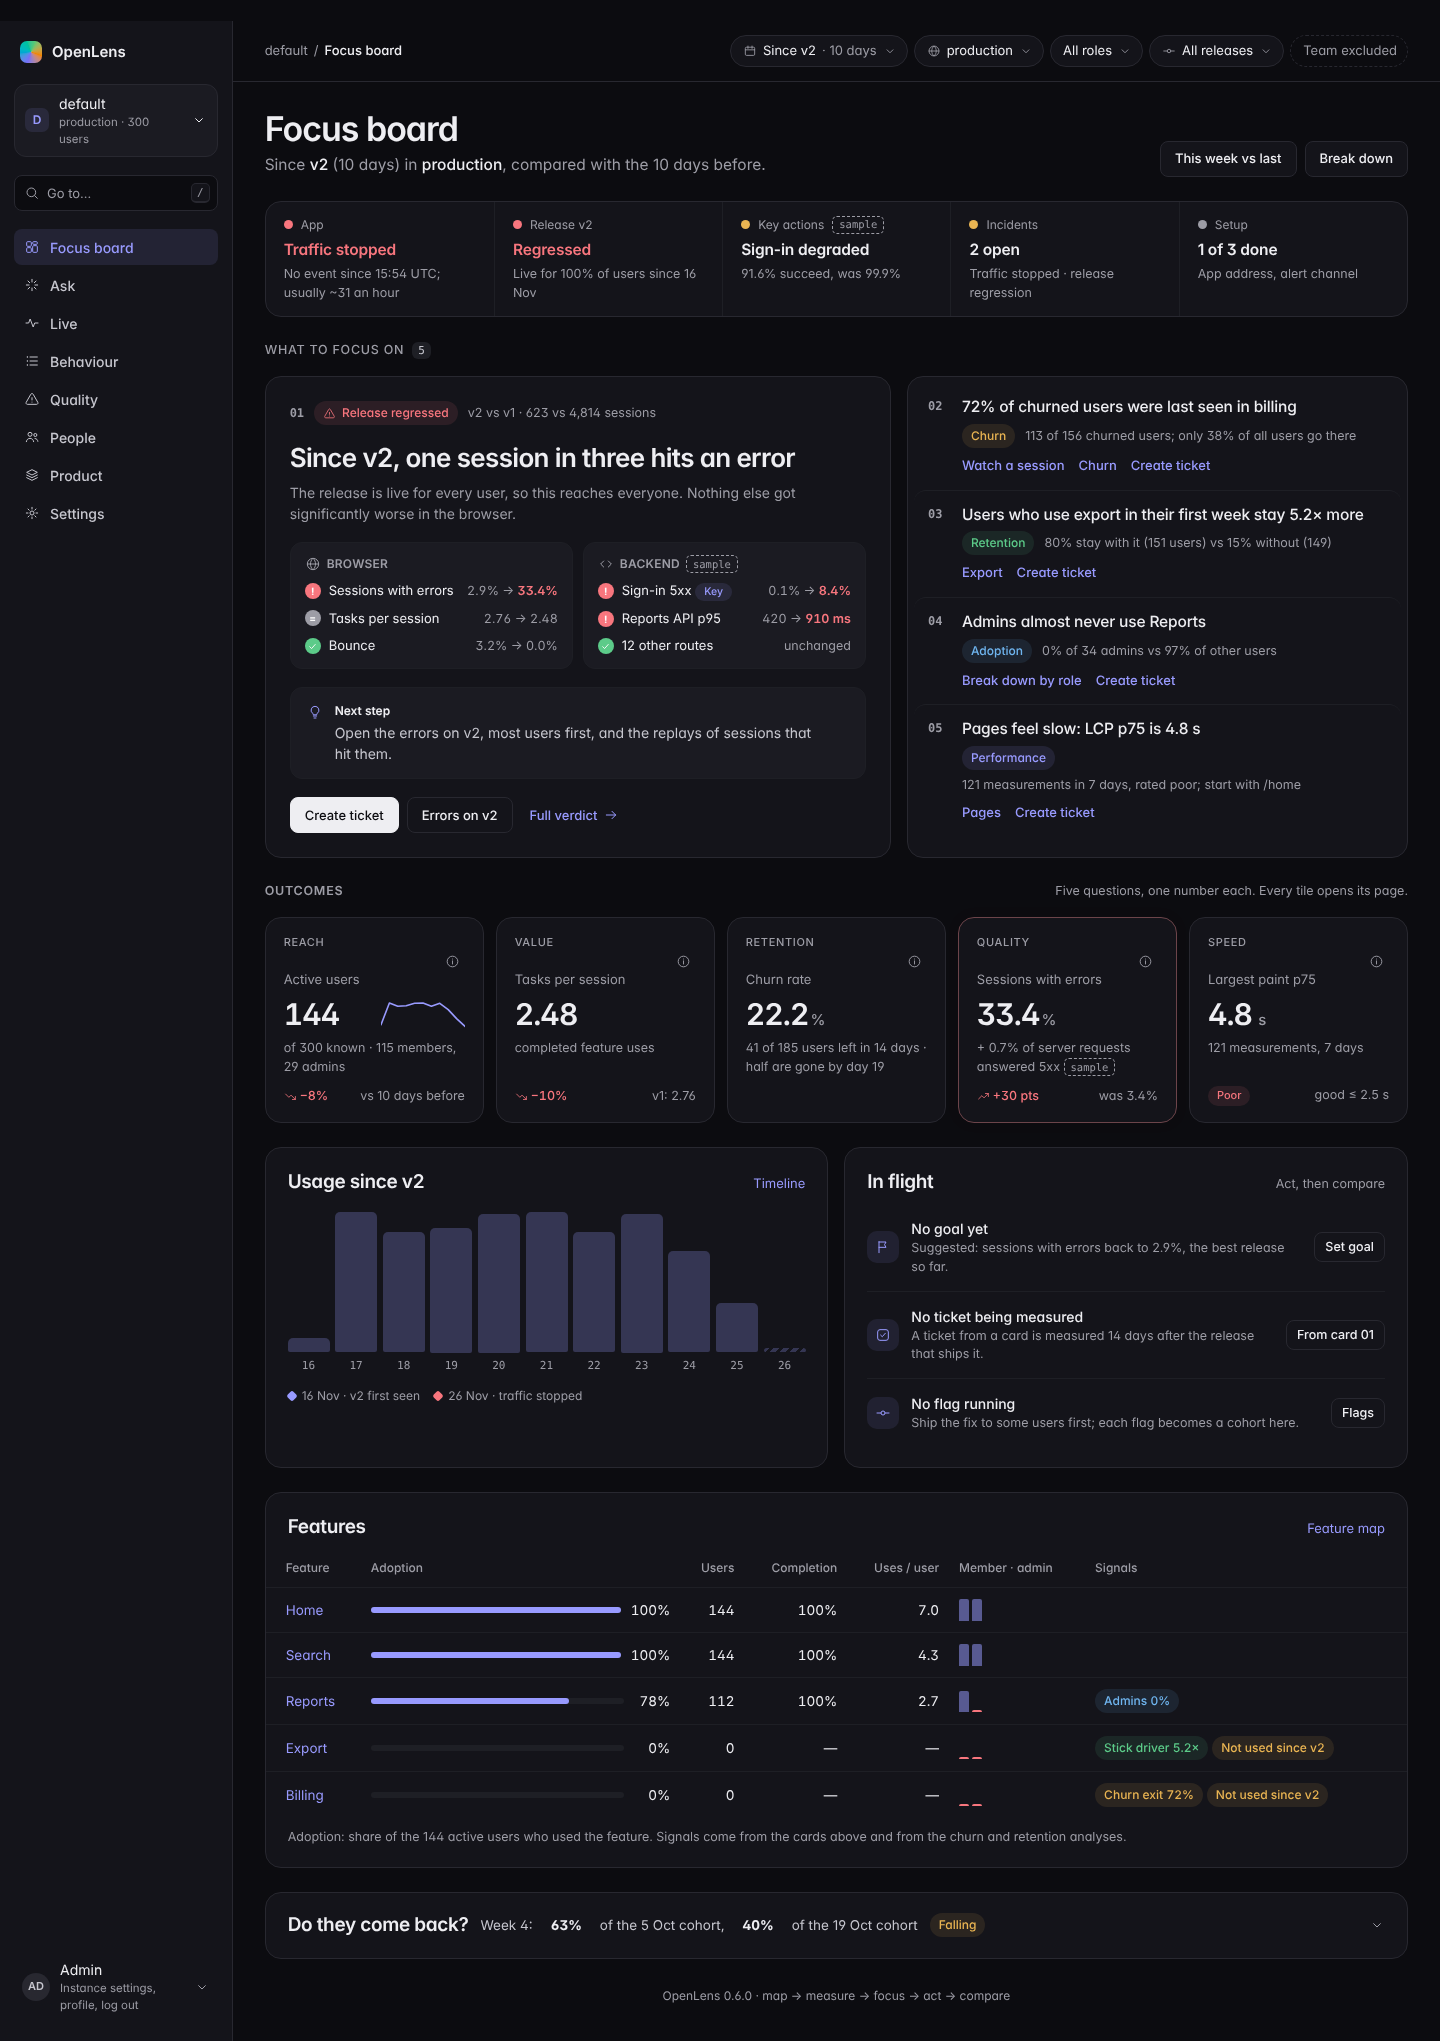 OpenLens
default / Focus board
Since v2 · 10 days
production
All roles
All releases
Team excluded
D
default
production · 300
users
Go to...
/
Focus board
Ask
Live
Behaviour
Quality
People
Product
Settings
Focus board
Since v2 (10 days) in production, compared with the 10 days before.
This week vs last
Break down
App
Traffic stopped
No event since 15:54 UTC;
usually ~31 an hour
Release v2
Regressed
Live for 100% of users since 16
Nov
Key actions sample
Sign-in degraded
91.6% succeed, was 99.9%
Incidents
2 open
Traffic stopped · release
regression
Setup
1 of 3 done
App address, alert channel
WHAT TO FOCUS ON 5
01 Release regressed v2 vs v1 · 623 vs 4,814 sessions
Since v2, one session in three hits an error
The release is live for every user, so this reaches everyone. Nothing else got
significantly worse in the browser.
BROWSER
Sessions with errors 2.9% → 33.4%
Tasks per session 2.76 → 2.48
Bounce 3.2% → 0.0%
BACKEND sample
Sign-in 5xx Key 0.1% → 8.4%
Reports API p95 420 → 910 ms
12 other routes unchanged
Next step
Open the errors on v2, most users first, and the replays of sessions that
hit them.
Create ticket
Errors on v2
Full verdict →
02 72% of churned users were last seen in billing
Churn 113 of 156 churned users; only 38% of all users go there
Watch a session Churn Create ticket
03 Users who use export in their first week stay 5.2× more
Retention 80% stay with it (151 users) vs 15% without (149)
Export Create ticket
04 Admins almost never use Reports
Adoption 0% of 34 admins vs 97% of other users
Break down by role Create ticket
05 Pages feel slow: LCP p75 is 4.8 s
Performance
121 measurements in 7 days, rated poor; start with /home
Pages Create ticket
OUTCOMES
Five questions, one number each. Every tile opens its page.
REACH
Active users
144
of 300 known · 115 members,
29 admins
−8% vs 10 days before
VALUE
Tasks per session
2.48
completed feature uses
−10% v1: 2.76
RETENTION
Churn rate
22.2%
41 of 185 users left in 14 days ·
half are gone by day 19
QUALITY
Sessions with errors
33.4%
+ 0.7% of server requests
answered 5xx sample
+30 pts was 3.4%
SPEED
Largest paint p75
4.8 s
121 measurements, 7 days
Poor good ≤ 2.5 s
Usage since v2
Timeline
16 17 18 19 20 21 22 23 24 25 26
16 Nov · v2 first seen 26 Nov · traffic stopped
In flight
Act, then compare
No goal yet
Suggested: sessions with errors back to 2.9%, the best release
so far.
Set goal
No ticket being measured
A ticket from a card is measured 14 days after the release
that ships it.
From card 01
No flag running
Ship the fix to some users first; each flag becomes a cohort here.
Flags
Features
Feature map
Feature Adoption Users Completion Uses / user Member · admin Signals
Home 100% 144 100% 7.0
Search 100% 144 100% 4.3
Reports 78% 112 100% 2.7 Admins 0%
Export 0% 0 — — Stick driver 5.2× Not used since v2
Billing 0% 0 — — Churn exit 72% Not used since v2
Adoption: share of the 144 active users who used the feature. Signals come from the cards above and from the churn and retention analyses.
Do they come back? Week 4: 63% of the 5 Oct cohort, 40% of the 19 Oct cohort Falling
AD
Admin
Instance settings,
profile, log out
OpenLens 0.6.0 · map → measure → focus → act → compare